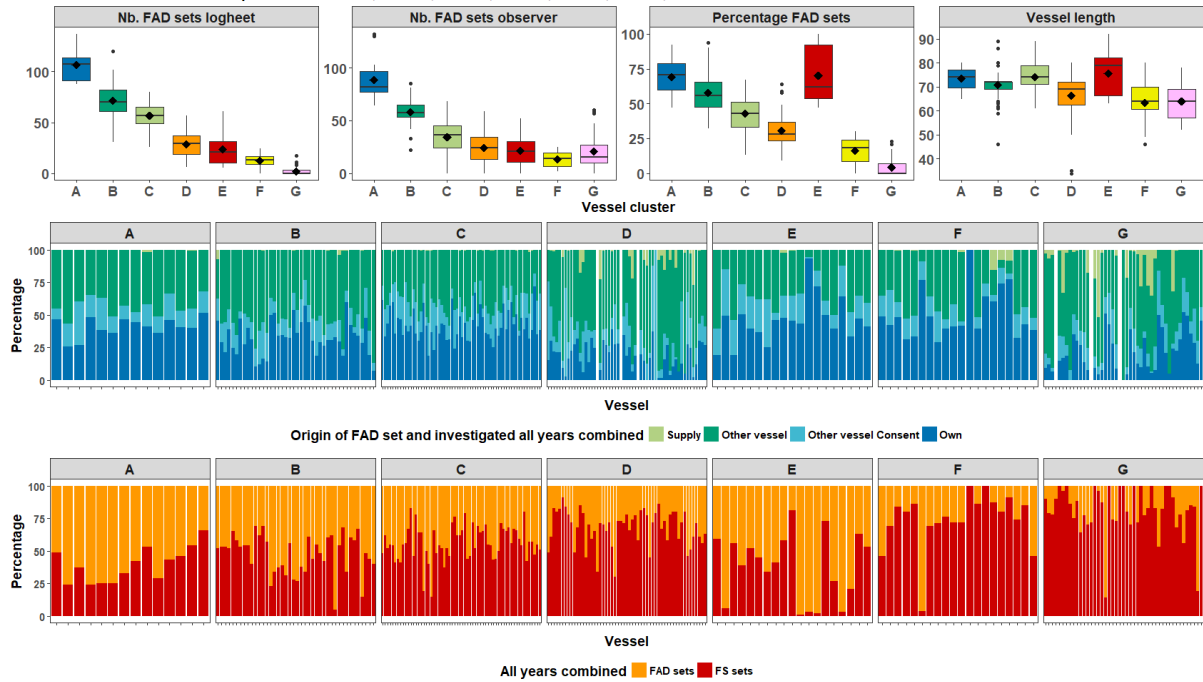 Nb. FAD sets logheet
Nb. FAD sets observer
Percentage FAD sets
Vessel length
100
50
0
100
50
0
100
75
50
25
0
90
80
70
60
50
40
A B C D E F G
A B C D E F G
A B C D E F G
A B C D E F G
Vessel cluster
A B C D E F G
Percentage
100
75
50
25
0
Vessel
Origin of FAD set and investigated all years combined Supply Other vessel Other vessel Consent Own
A B C D E F G
Percentage
100
75
50
25
0
Vessel
All years combined FAD sets FS sets